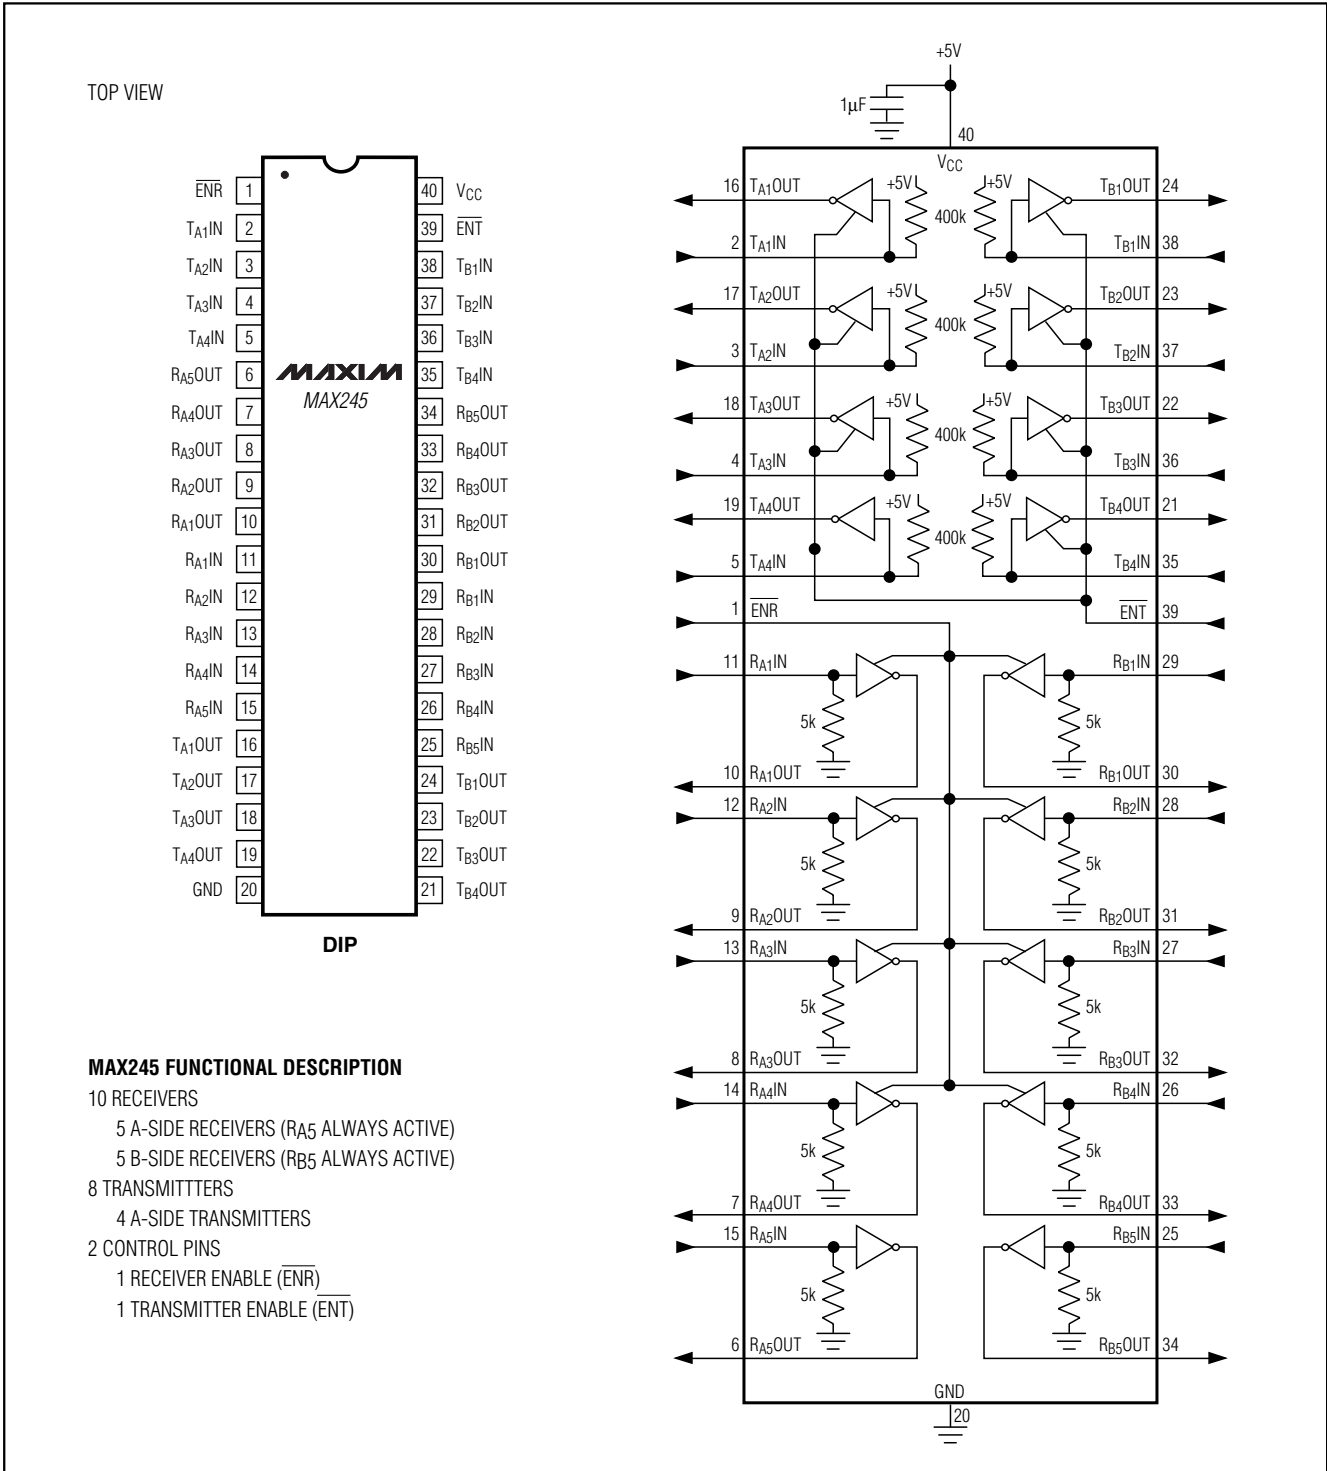 TOP VIEW
ENR 1
TA1IN 2
TA2IN 3
TA3IN 4
TA4IN 5
RA5OUT 6
RA4OUT 7
RA3OUT 8
RA2OUT 9
RA1OUT 10
RA1IN 11
RA2IN 12
RA3IN 13
RA4IN 14
RA5IN 15
TA1OUT 16
TA2OUT 17
TA3OUT 18
TA4OUT 19
GND 20
MAXIM
MAX245
40 VCC
39 ENT
38 TB1IN
37 TB2IN
36 TB3IN
35 TB4IN
34 RB5OUT
33 RB4OUT
32 RB3OUT
31 RB2OUT
30 RB1OUT
29 RB1IN
28 RB2IN
27 RB3IN
26 RB4IN
25 RB5IN
24 TB1OUT
23 TB2OUT
22 TB3OUT
21 TB4OUT
DIP
MAX245 FUNCTIONAL DESCRIPTION
10 RECEIVERS
5 A-SIDE RECEIVERS (RA5 ALWAYS ACTIVE)
5 B-SIDE RECEIVERS (RB5 ALWAYS ACTIVE)
8 TRANSMITTTERS
4 A-SIDE TRANSMITTERS
2 CONTROL PINS
1 RECEIVER ENABLE (ENR)
1 TRANSMITTER ENABLE (ENT)
+5V
1µF
40
VCC
16 TA1OUT +5V +5V TB1OUT 24
400k
2 TA1IN TB1IN 38
17 TA2OUT +5V +5V TB2OUT 23
400k
3 TA2IN TB2IN 37
18 TA3OUT +5V +5V TB3OUT 22
400k
4 TA3IN TB3IN 36
19 TA4OUT +5V +5V TB4OUT 21
400k
5 TA4IN TB4IN 35
1 ENR ENT 39
11 RA1IN RB1IN 29
5k 5k
10 RA1OUT RB1OUT 30
12 RA2IN RB2IN 28
5k 5k
9 RA2OUT RB2OUT 31
13 RA3IN RB3IN 27
5k 5k
8 RA3OUT RB3OUT 32
14 RA4IN RB4IN 26
5k 5k
7 RA4OUT RB4OUT 33
15 RA5IN RB5IN 25
5k 5k
6 RA5OUT RB5OUT 34
GND
20